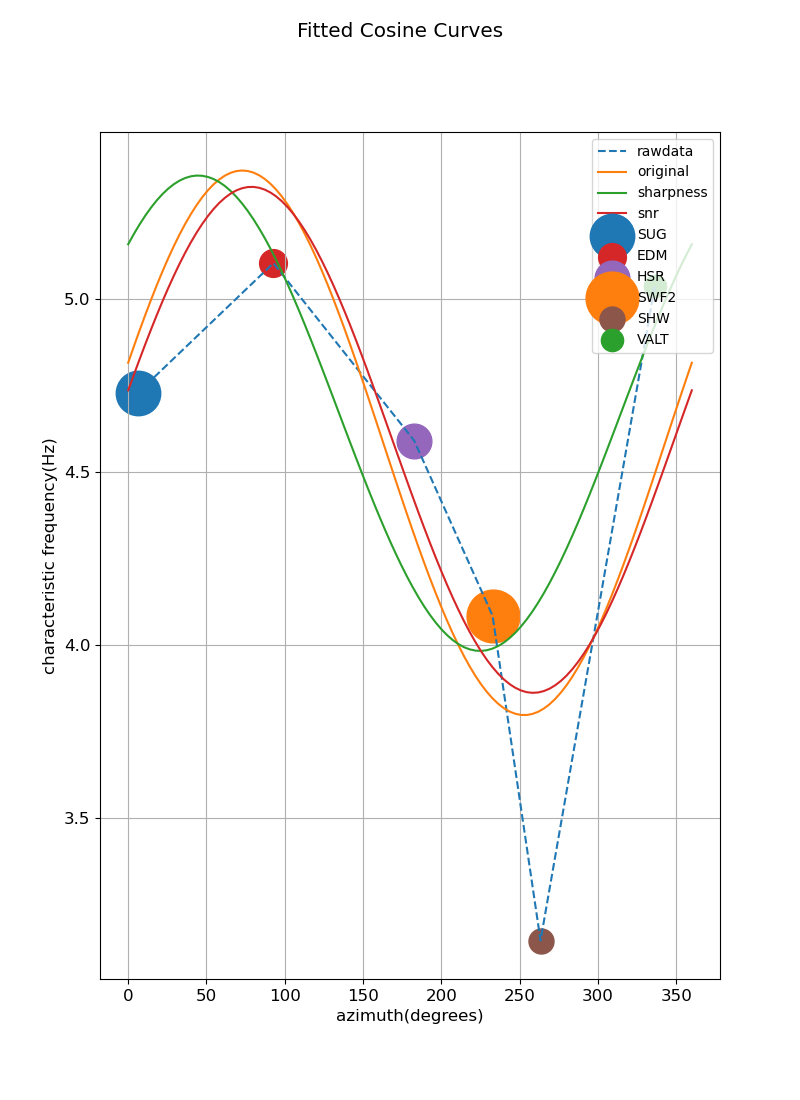 Fitted Cosine Curves
rawdata
original
sharpness
snr
SUG
EDM
HSR
SWF2
SHW
VALT
5.0
4.5
4.0
3.5
characteristic frequency(Hz)
0 50 100 150 200 250 300 350
azimuth(degrees)